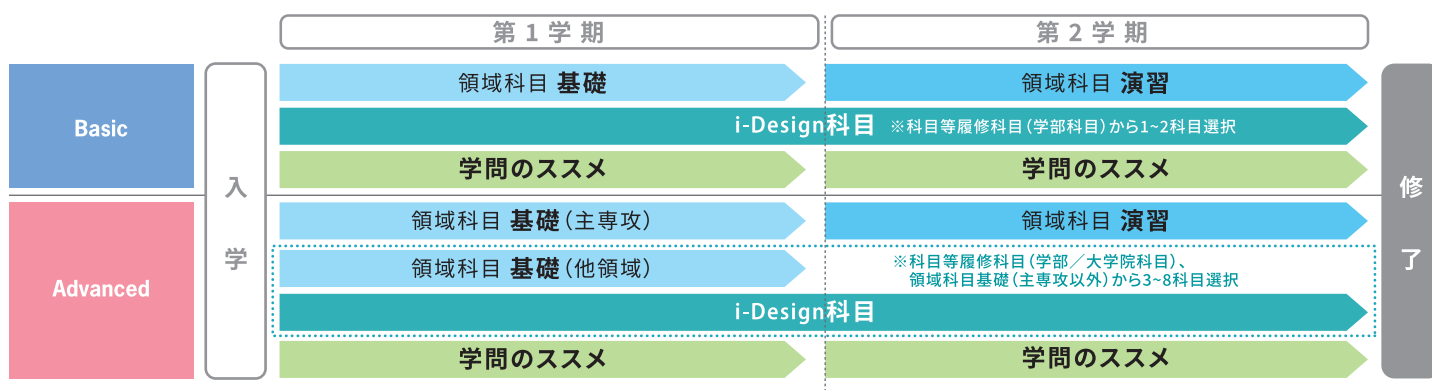 第1学期
第2学期
Basic
入学
領域科目 基礎
領域科目 演習
i-Design科目 ※科目等履修科目(学部科目)から1~2科目選択
学問のススメ
学問のススメ
修了
Advanced
領域科目 基礎(主専攻)
領域科目 演習
領域科目 基礎(他領域)
※科目等履修科目(学部/大学院科目)、
領域科目基礎(主専攻以外)から3~8科目選択
i-Design科目
学問のススメ
学問のススメ